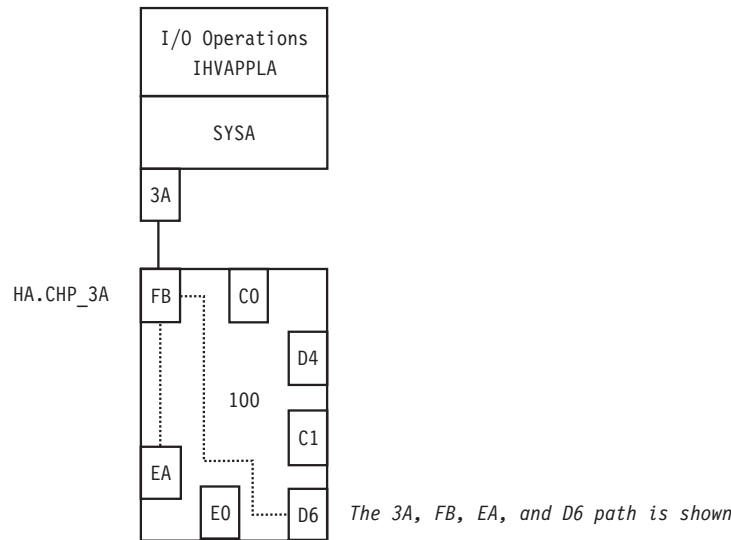 I/O Operations
IHVAPPLA
SYSA
3A
HA.CHP_3A
FB
C0
D4
100
C1
EA
E0
D6
The 3A, FB, EA, and D6 path is shown